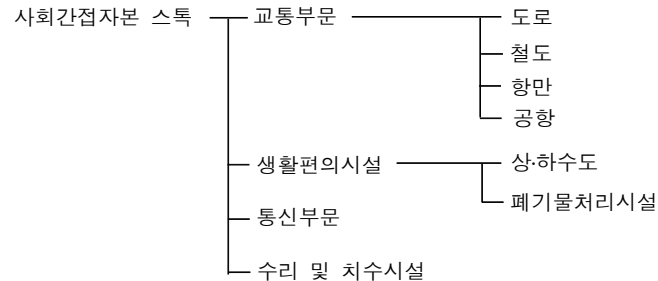 사회간접자본 스톡 교통부문 도로
철도
항만
공항
생활편의시설 상·하수도
폐기물처리시설
통신부문
수리 및 치수시설